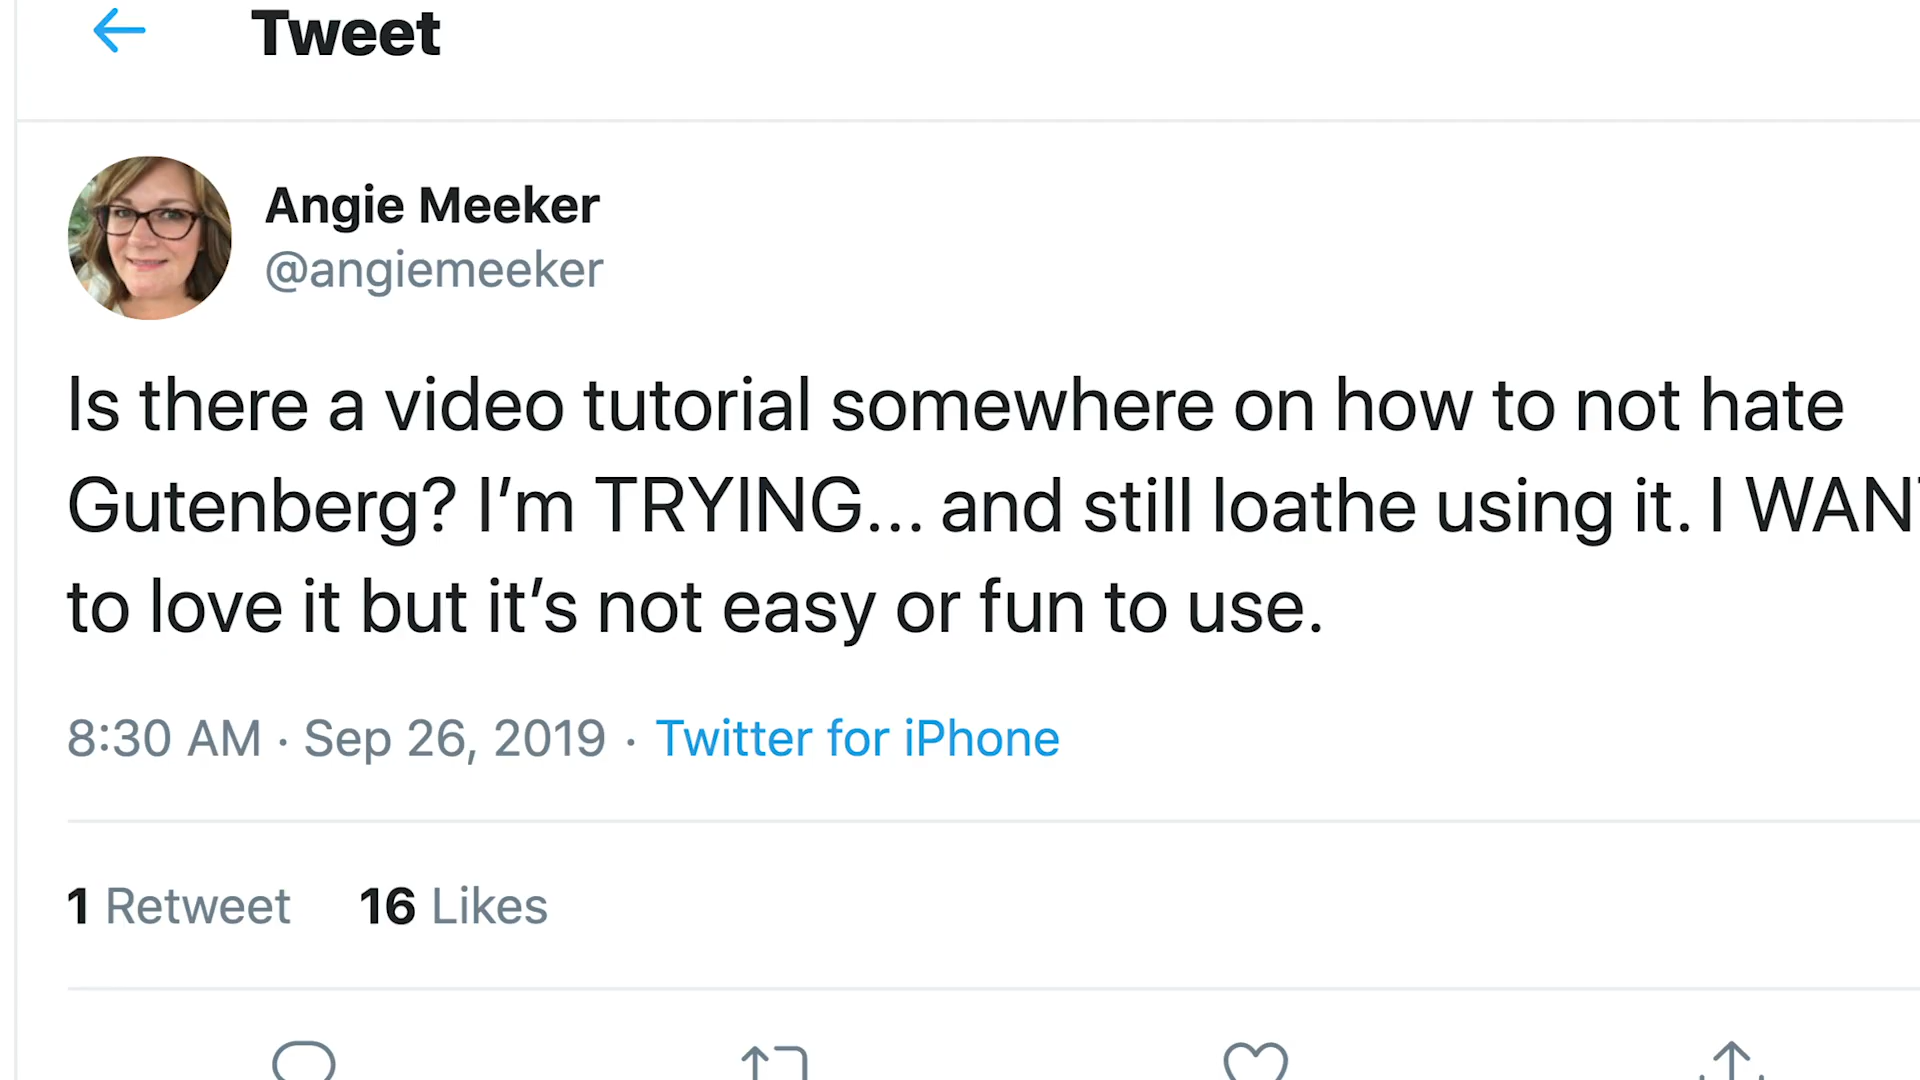 Tweet
Angie Meeker
@angiemeeker
Is there a video tutorial somewhere on how to not hate
Gutenberg? I’m TRYING... and still loathe using it. I WANT
to love it but it’s not easy or fun to use.
8:30 AM · Sep 26, 2019 · Twitter for iPhone
1 Retweet 16 Likes